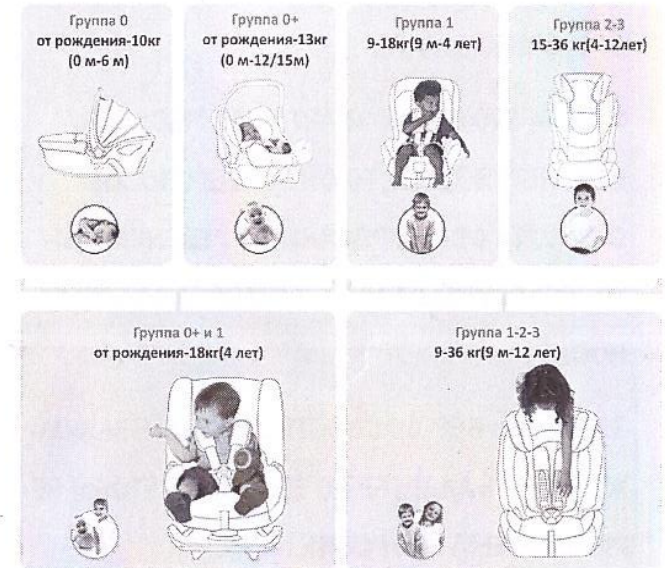 Группа 0
от рождения-10кг
(0 м-6 м)
Группа 0+
от рождения-13кг
(0 м-12/15м)
Группа 1
9-18кг(9 м-4 лет)
Группа 2-3
15-36 кг(4-12лет)
Группа 0+ и 1
от рождения-18кг(4 лет)
Группа 1-2-3
9-36 кг(9 м-12 лет)